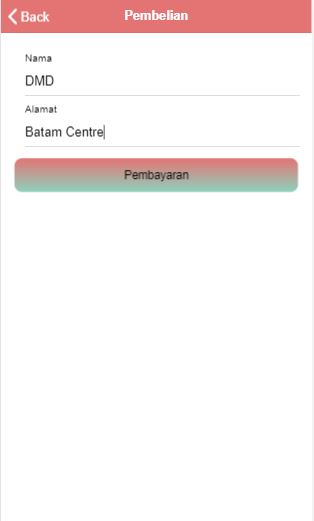 Back
Pembelian
Nama
DMD
Alamat
Batam Centre
Pembayaran